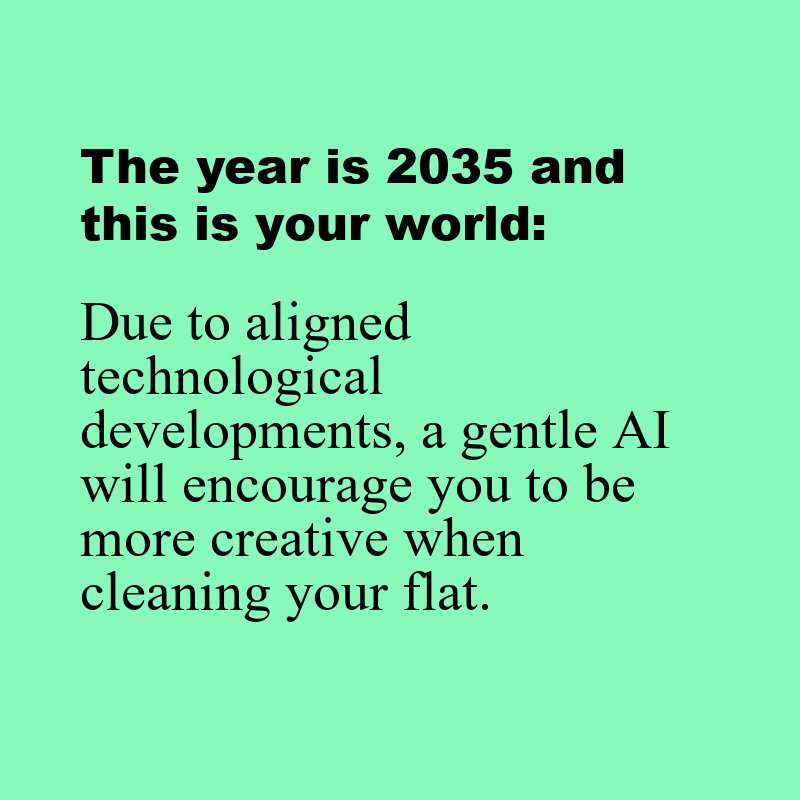 The year is 2035 and
this is your world:
Due to aligned
technological
developments, a gentle AI
will encourage you to be
more creative when
cleaning your flat.